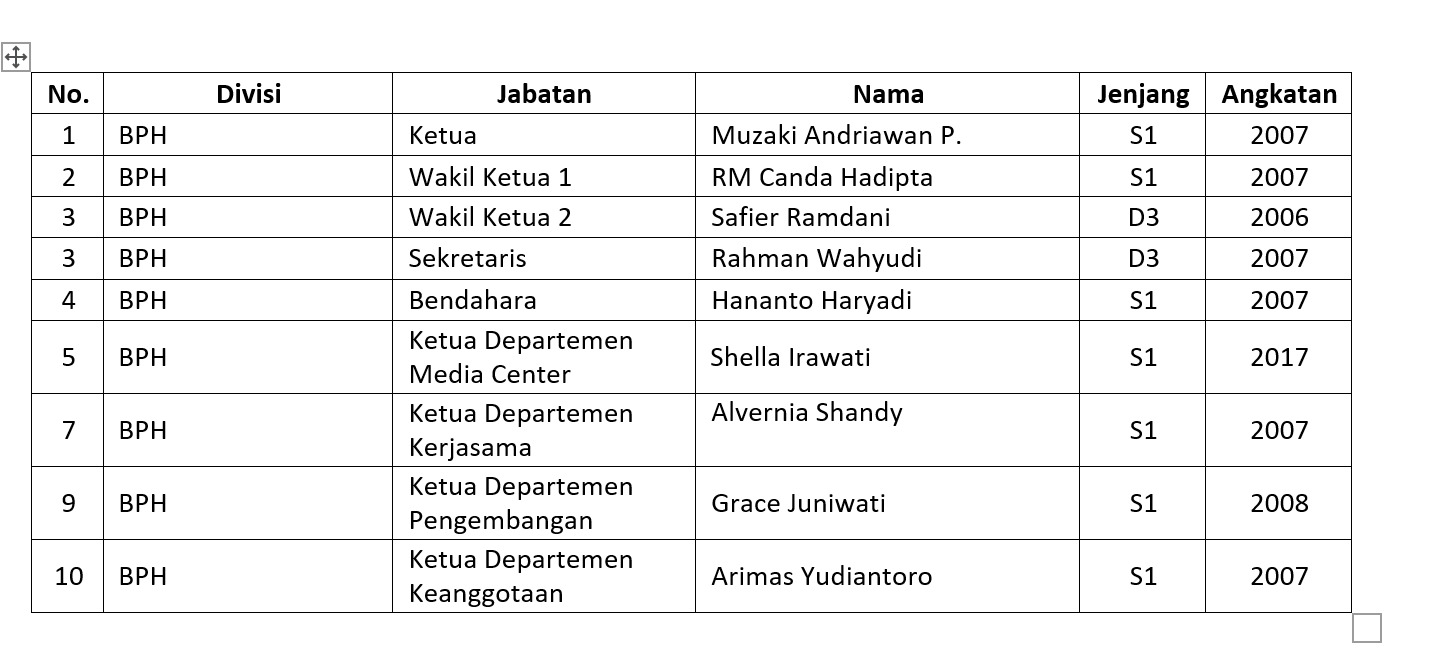 No. Divisi Jabatan Nama Jenjang Angkatan
1 BPH Ketua Muzaki Andriawan P. S1 2007
2 BPH Wakil Ketua 1 RM Canda Hadipta S1 2007
3 BPH Wakil Ketua 2 Safier Ramdani D3 2006
3 BPH Sekretaris Rahman Wahyudi D3 2007
4 BPH Bendahara Hananto Haryadi S1 2007
5 BPH Ketua Departemen
Media Center Shella Irawati S1 2017
7 BPH Ketua Departemen
Kerjasama Alvernia Shandy S1 2007
9 BPH Ketua Departemen
Pengembangan Grace Juniwati S1 2008
10 BPH Ketua Departemen
Keanggotaan Arimas Yudiantoro S1 2007